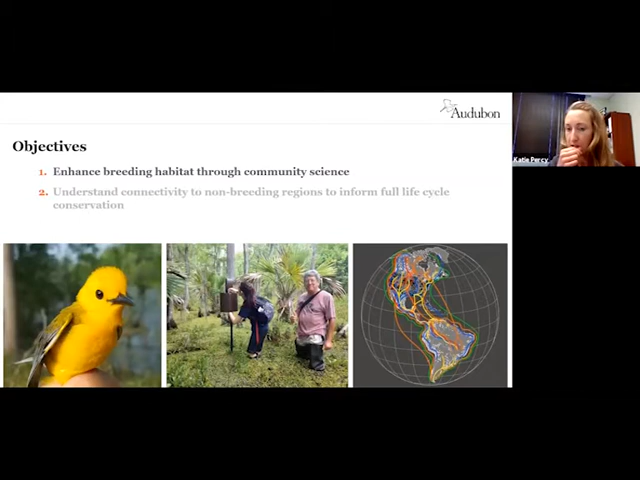 Audubon
Objectives
1. Enhance breeding habitat through community science
2. Understand connectivity to non-breeding regions to inform full life cycle
conservation
Katie Percy